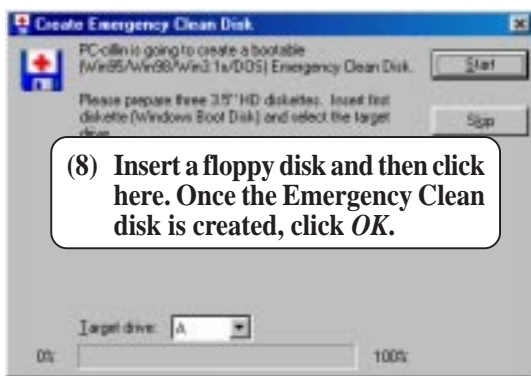 Create Emergency Clean Disk
PC-cillin is going to create a bootable
(Win95/Win98/Win3.1x/DOS) Emergency Clean Disk.
Please prepare three 3.5" HD diskettes. Insert first
diskette (Windows Boot Disk) and select the target
drive
Start
Skip
(8) Insert a floppy disk and then click
here. Once the Emergency Clean
disk is created, click OK.
Target drive: A
0% 100%